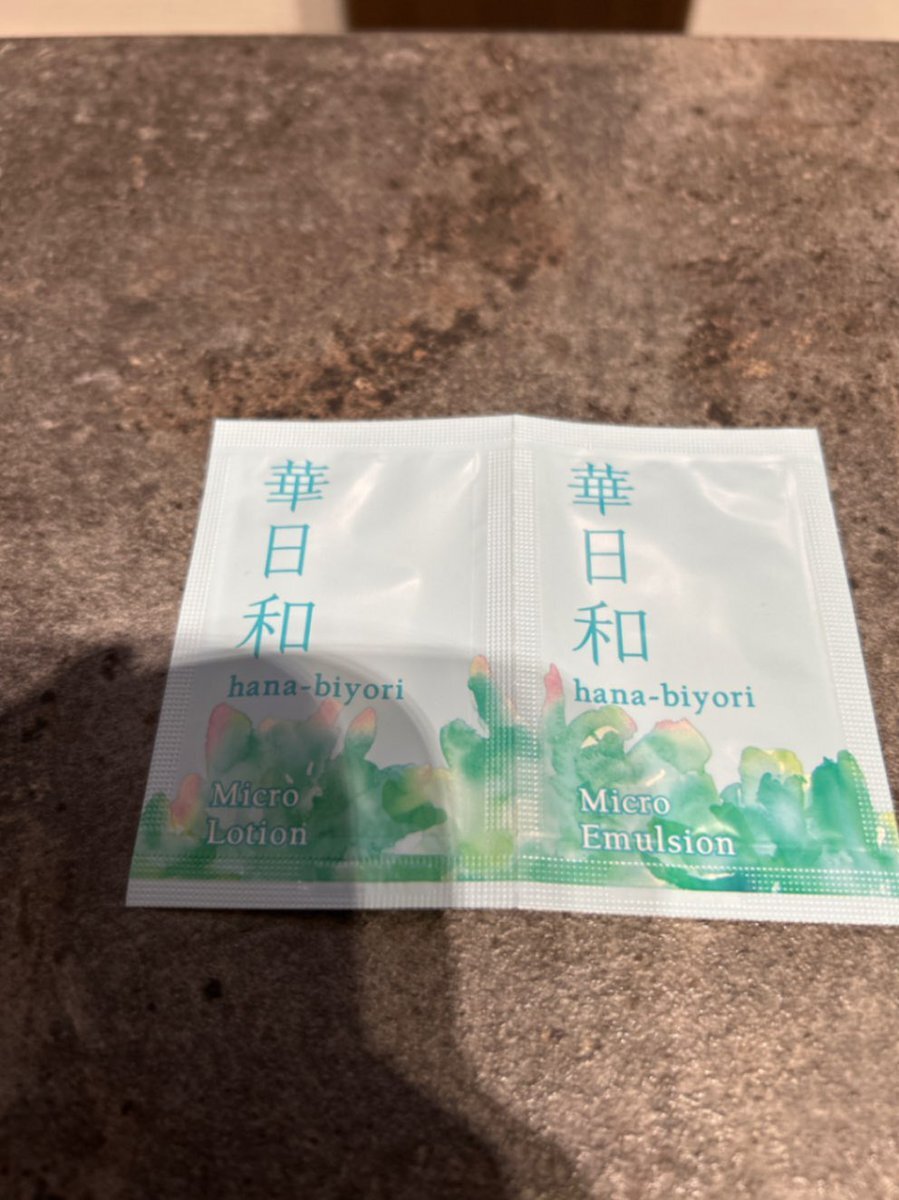 華日和
hana-biyori
Micro
Lotion
華日和
hana-biyori
Micro
Emulsion